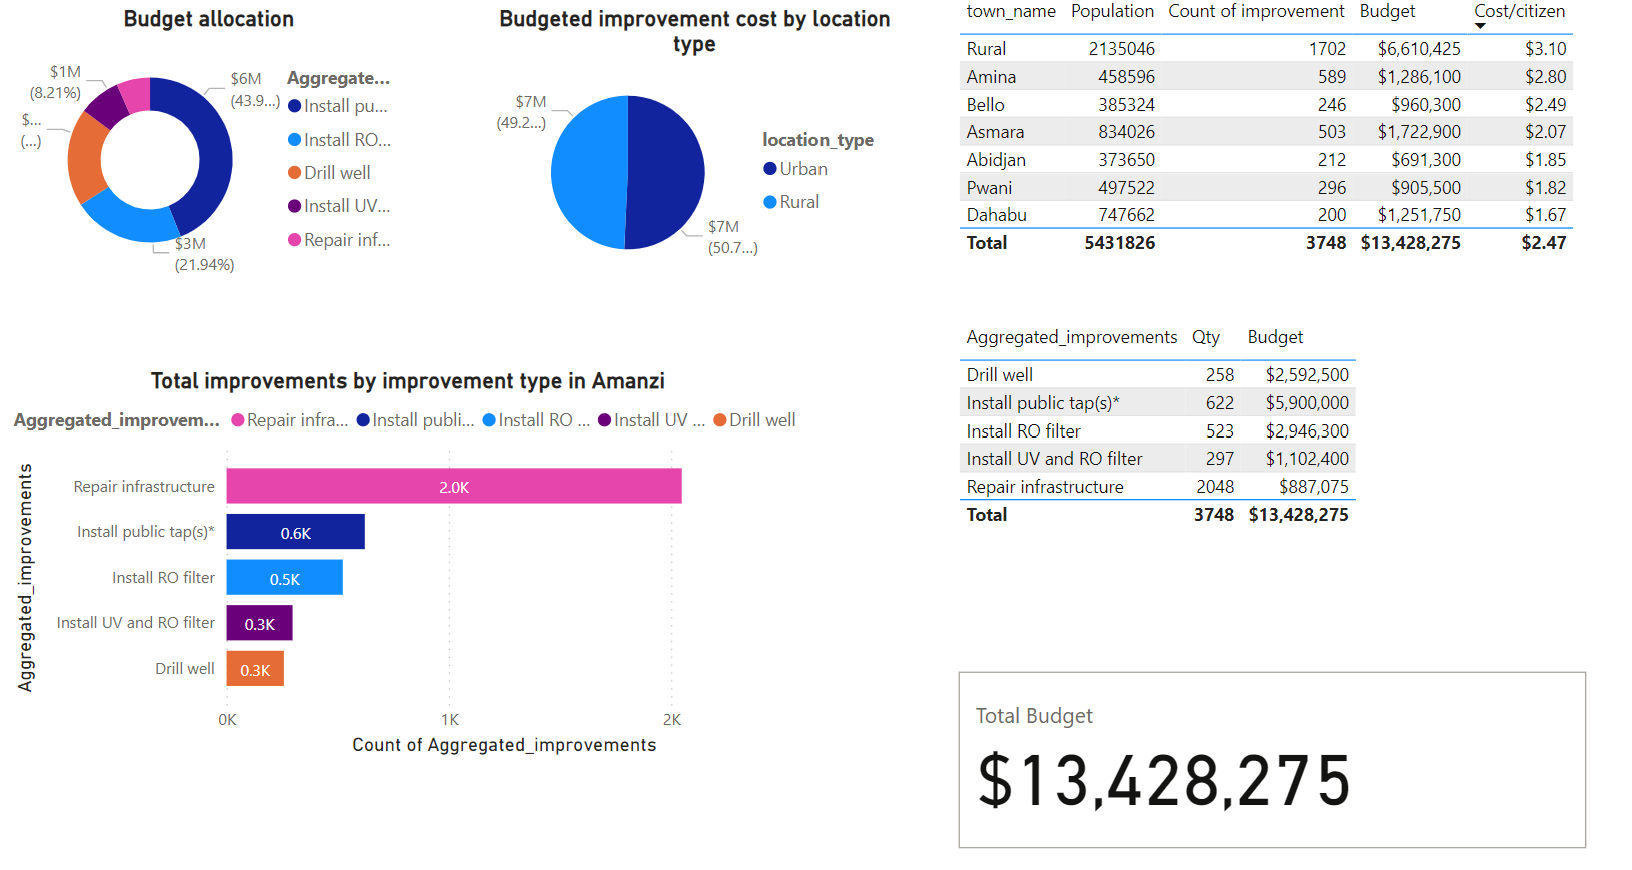 Budget allocation
$1M
(8.21%)
$...
(...)
$6M
(43.9...)
$3M
(21.94%)
Aggregate...
Install pu...
Install RO...
Drill well
Install UV...
Repair inf...
Budgeted improvement cost by location
type
$7M
(49.2...)
$7M
(50.7...)
location_type
Urban
Rural
town_name Population Count of improvement Budget Cost/citizen
Rural 2135046 1702 $6,610,425 $3.10
Amina 458596 589 $1,286,100 $2.80
Bello 385324 246 $960,300 $2.49
Asmara 834026 503 $1,722,900 $2.07
Abidjan 373650 212 $691,300 $1.85
Pwani 497522 296 $905,500 $1.82
Dahabu 747662 200 $1,251,750 $1.67
Total 5431826 3748 $13,428,275 $2.47
Total improvements by improvement type in Amanzi
Aggregated_improvem... Repair infra... Install publi... Install RO ... Install UV ... Drill well
Aggregated_improvements
Repair infrastructure 2.0K
Install public tap(s)* 0.6K
Install RO filter 0.5K
Install UV and RO filter 0.3K
Drill well 0.3K
0K 1K 2K
Count of Aggregated_improvements
Aggregated_improvements Qty Budget
Drill well 258 $2,592,500
Install public tap(s)* 622 $5,900,000
Install RO filter 523 $2,946,300
Install UV and RO filter 297 $1,102,400
Repair infrastructure 2048 $887,075
Total 3748 $13,428,275
Total Budget
$13,428,275